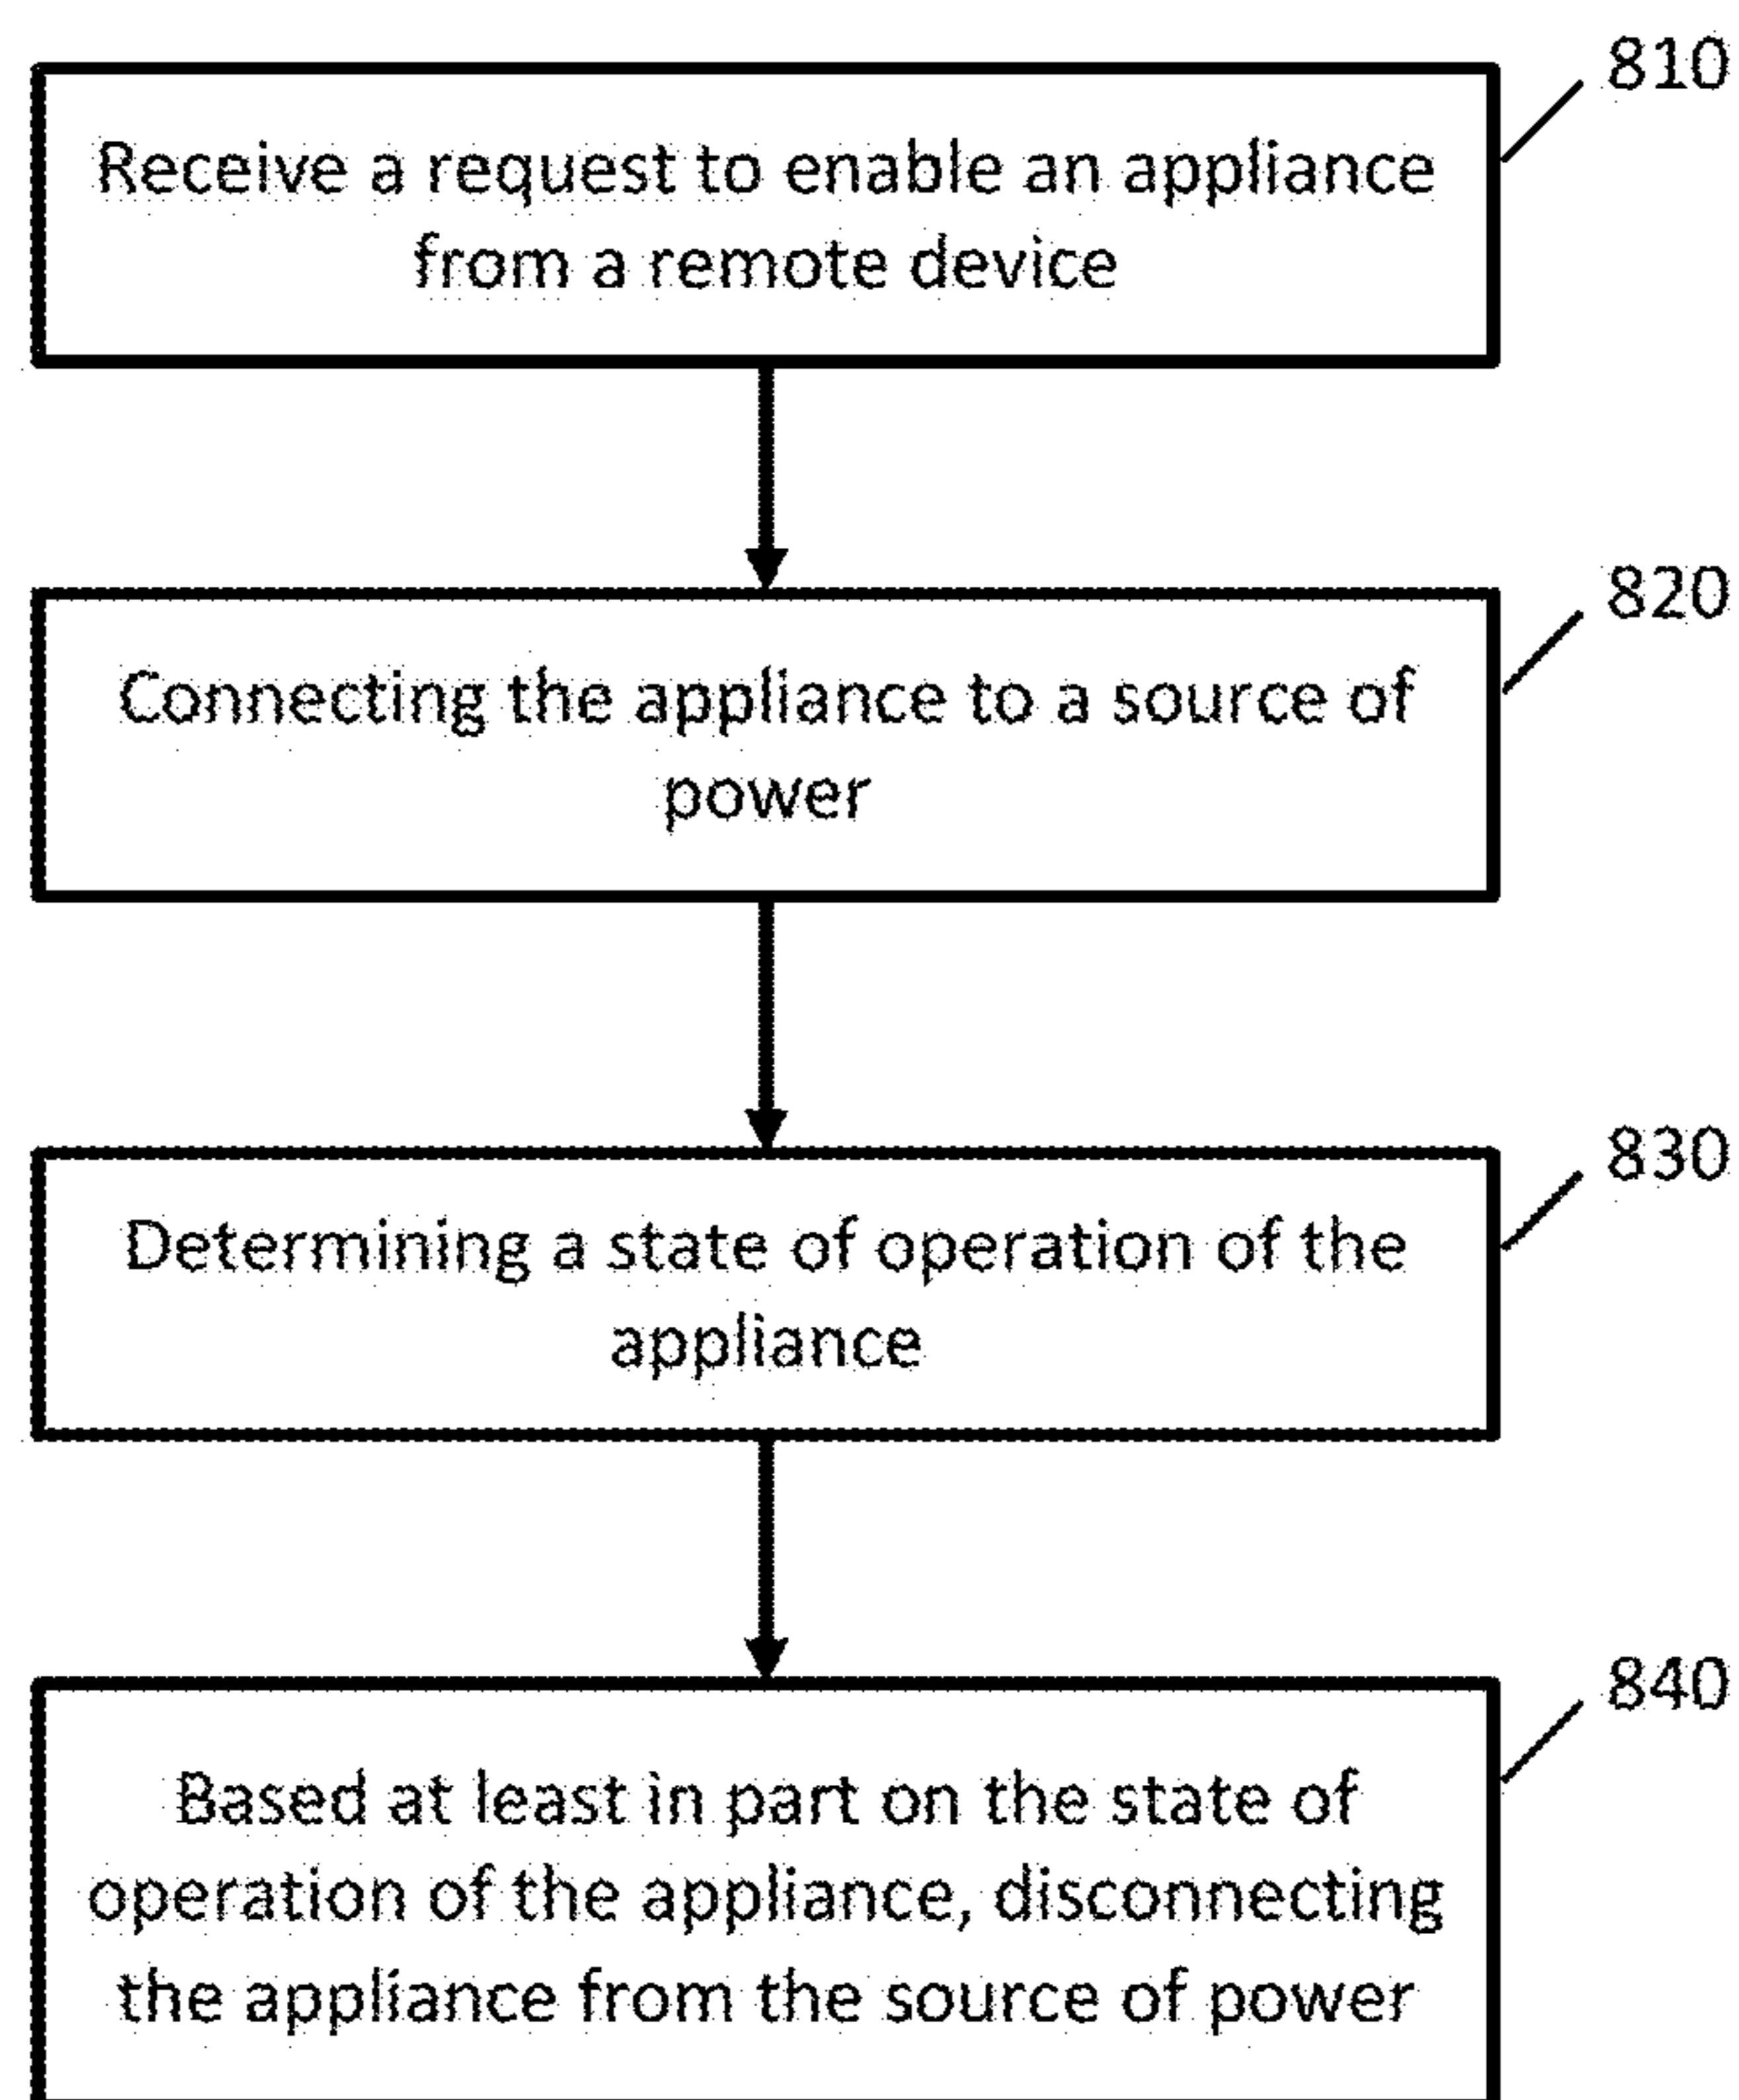 810
Receive a request to enable an appliance
from a remote device
820
Connecting the appliance to a source of
power
830
Determining a state of operation of the
appliance
840
Based at least in part on the state of
operation of the appliance, disconnecting
the appliance from the source of power